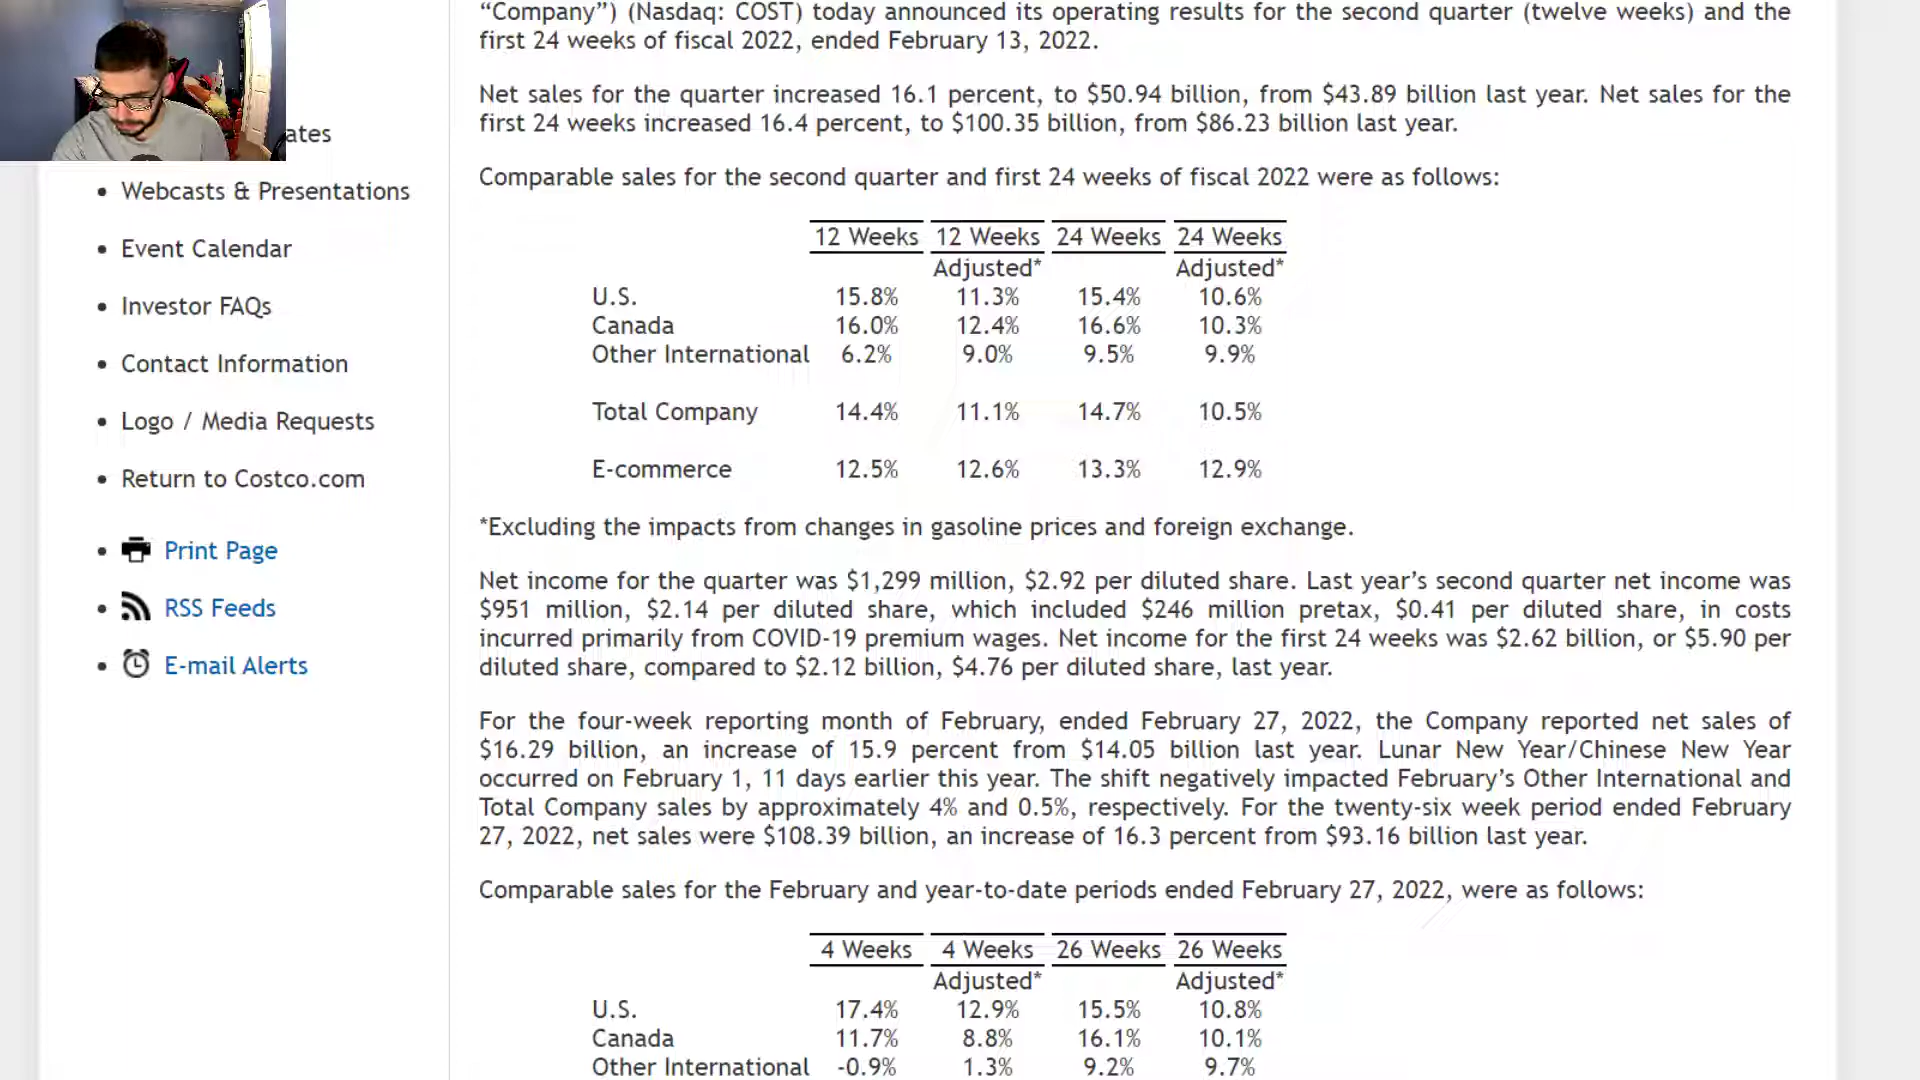 “Company”) (Nasdaq: COST) today announced its operating results for the second quarter (twelve weeks) and the
first 24 weeks of fiscal 2022, ended February 13, 2022.
Net sales for the quarter increased 16.1 percent, to $50.94 billion, from $43.89 billion last year. Net sales for the
first 24 weeks increased 16.4 percent, to $100.35 billion, from $86.23 billion last year.
Comparable sales for the second quarter and first 24 weeks of fiscal 2022 were as follows:
12 Weeks 12 Weeks 24 Weeks 24 Weeks
Adjusted* Adjusted*
U.S. 15.8% 11.3% 15.4% 10.6%
Canada 16.0% 12.4% 16.6% 10.3%
Other International 6.2% 9.0% 9.5% 9.9%
Total Company 14.4% 11.1% 14.7% 10.5%
E-commerce 12.5% 12.6% 13.3% 12.9%
*Excluding the impacts from changes in gasoline prices and foreign exchange.
Net income for the quarter was $1,299 million, $2.92 per diluted share. Last year’s second quarter net income was
$951 million, $2.14 per diluted share, which included $246 million pretax, $0.41 per diluted share, in costs
incurred primarily from COVID-19 premium wages. Net income for the first 24 weeks was $2.62 billion, or $5.90 per
diluted share, compared to $2.12 billion, $4.76 per diluted share, last year.
For the four-week reporting month of February, ended February 27, 2022, the Company reported net sales of
$16.29 billion, an increase of 15.9 percent from $14.05 billion last year. Lunar New Year/Chinese New Year
occurred on February 1, 11 days earlier this year. The shift negatively impacted February’s Other International and
Total Company sales by approximately 4% and 0.5%, respectively. For the twenty-six week period ended February
27, 2022, net sales were $108.39 billion, an increase of 16.3 percent from $93.16 billion last year.
Comparable sales for the February and year-to-date periods ended February 27, 2022, were as follows:
4 Weeks 4 Weeks 26 Weeks 26 Weeks
Adjusted* Adjusted*
U.S. 17.4% 12.9% 15.5% 10.8%
Canada 11.7% 8.8% 16.1% 10.1%
Other International -0.9% 1.3% 9.2% 9.7%
ates
Webcasts & Presentations
Event Calendar
Investor FAQs
Contact Information
Logo / Media Requests
Return to Costco.com
Print Page
RSS Feeds
E-mail Alerts